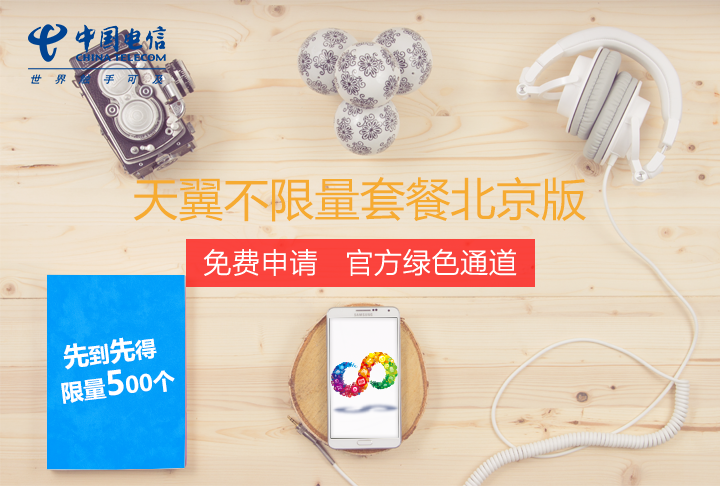 中国电信
CHINA TELECOM
世界触手可及
天翼不限量套餐北京版
免费申请 官方绿色通道
先到先得
限量500个
SAMSUNG